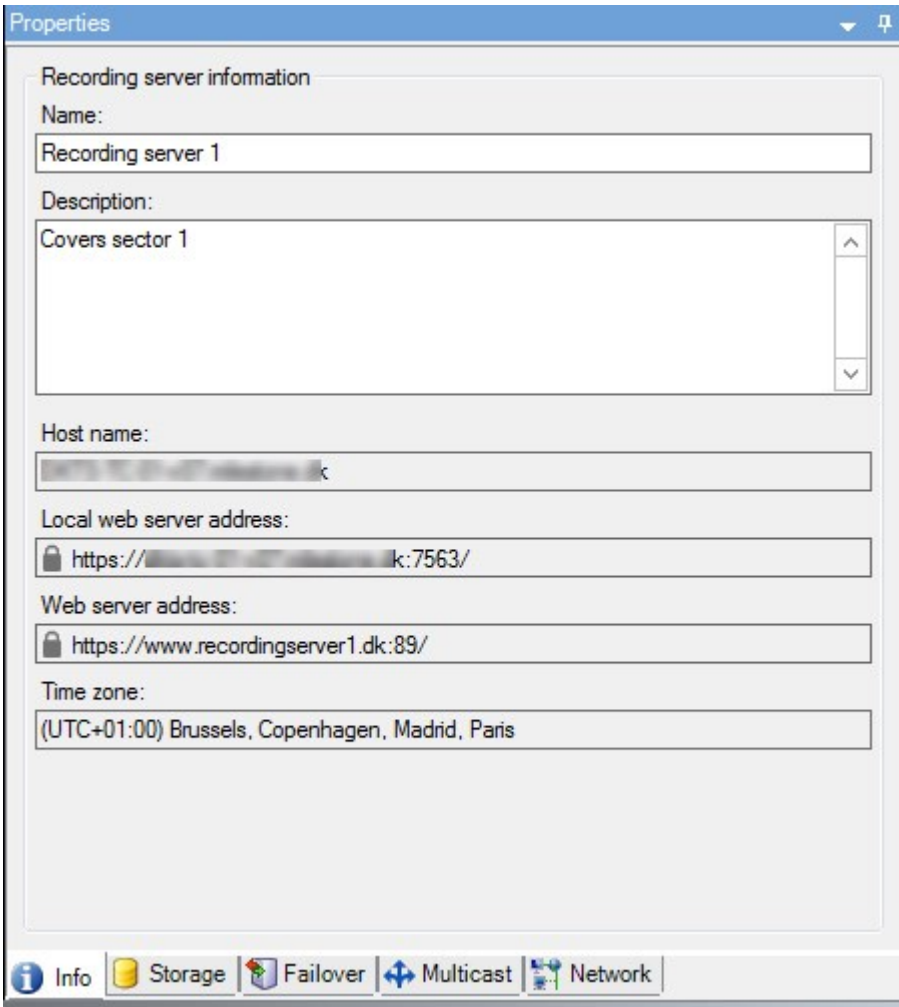 Properties
Recording server information
Name:
Recording server 1
Description:
Covers sector 1
Host name:
Local web server address:
https:// k:7563/
Web server address:
https://www.recordingserver1.dk:89/
Time zone:
(UTC+01:00) Brussels, Copenhagen, Madrid, Paris
Info Storage Failover Multicast Network